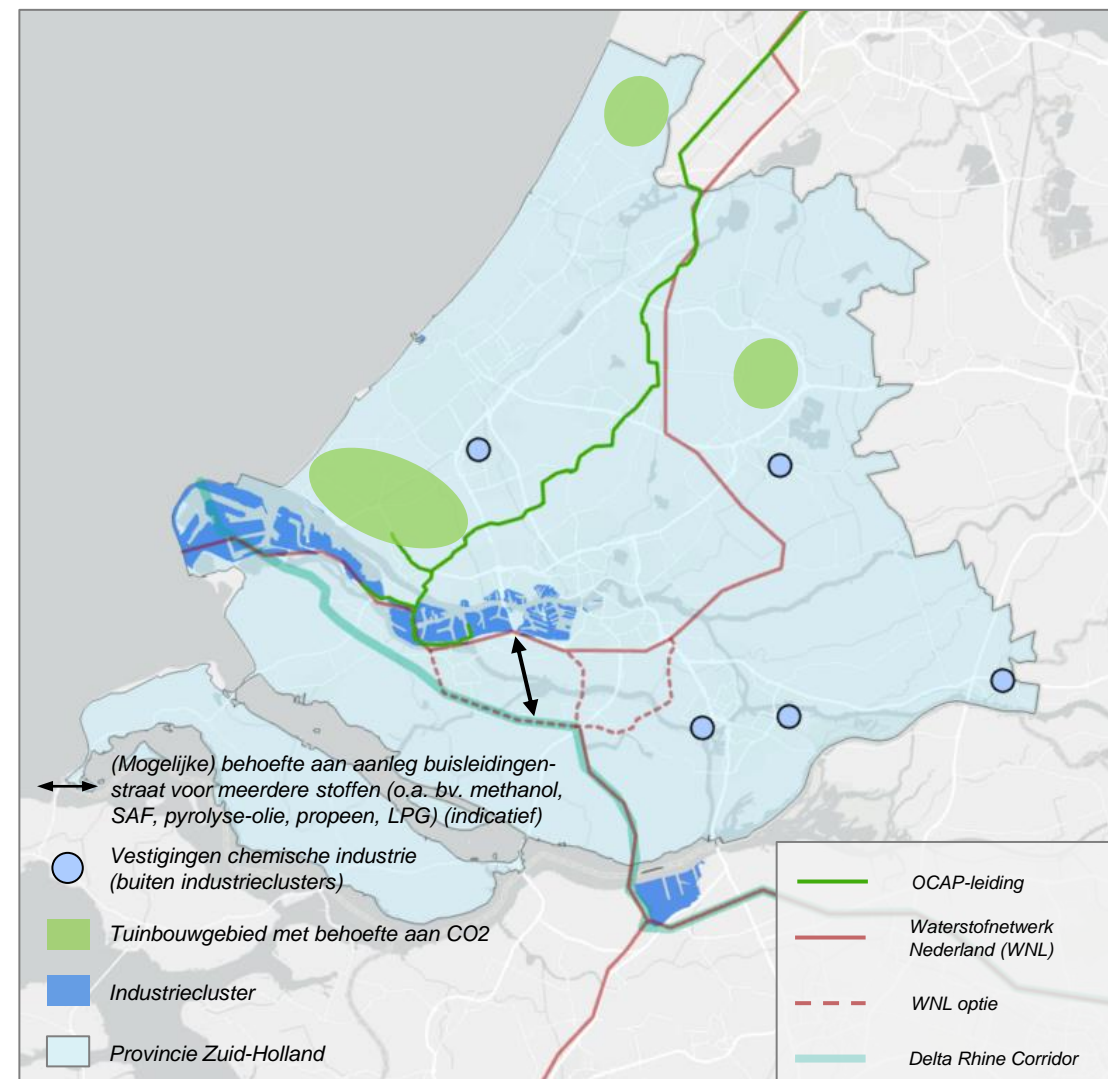 (Mogelijke) behoefte aan aanleg buisleidingen-
straat voor meerdere stoffen (o.a. bv. methanol,
SAF, pyrolyse-olie, propeen, LPG) (indicatief)
Vestigingen chemische industrie
(buiten industrieclusters)
Tuinbouwgebied met behoefte aan CO2
Industriecluster
Provincie Zuid-Holland
OCAP-leiding
Waterstofnetwerk
Nederland (WNL)
WNL optie
Delta Rhine Corridor